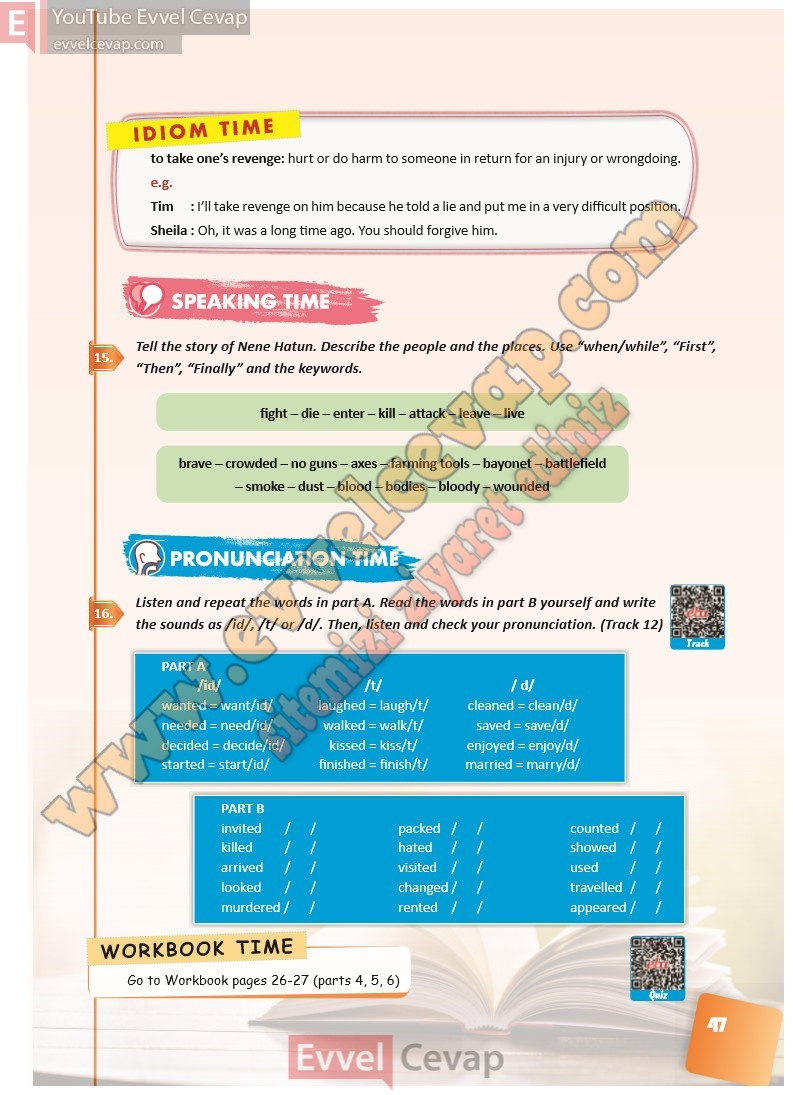 E
YouTube Evvel Cevap
evvelcevap.com
IDIOM TIME
to take one's revenge: hurt or do harm to someone in return for an injury or wrongdoing.
e.g.
Tim : I'll take revenge on him because he told a lie and put me in a very difficult position.
Sheila : Oh, it was a long time ago. You should forgive him.
SPEAKING TIME
15.
Tell the story of Nene Hatun. Describe the people and the places. Use “when/while”, “First”,
“Then”, “Finally” and the keywords.
fight – die – enter – kill – attack – leave – live
brave – crowded – no guns – axes – farming tools – bayonet – battlefield
– smoke – dust – blood – bodies – bloody – wounded
PRONUNCIATION TIME
16.
Listen and repeat the words in part A. Read the words in part B yourself and write
the sounds as /id/, /t/ or /d/. Then, listen and check your pronunciation. (Track 12)
Track
PART A
/id/ /t/ / d/
wanted = want/id/ laughed = laugh/t/ cleaned = clean/d/
needed = need/id/ walked = walk/t/ saved = save/d/
decided = decide/id/ kissed = kiss/t/ enjoyed = enjoy/d/
started = start/id/ finished = finish/t/ married = marry/d/
PART B
invited / / packed / / counted / /
killed / / hated / / showed / /
arrived / / visited / / used / /
looked / / changed / / travelled / /
murdered / / rented / / appeared / /
www.evvelcevap.com
sitemizi ziyaret ediniz
WORKBOOK TIME
Go to Workbook pages 26-27 (parts 4, 5, 6)
Quiz
47
Evvel Cevap